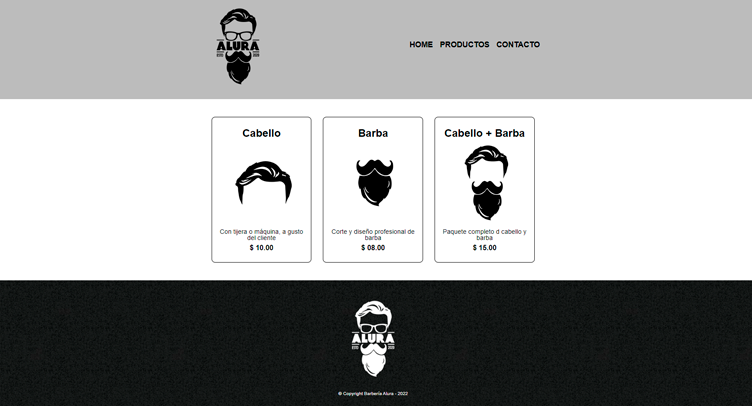 ALURA
HOME PRODUCTOS CONTACTO
Cabello
Con tijera o máquina, a gusto
del cliente
$ 10.00
Barba
Corte y diseño profesional de
barba
$ 08.00
Cabello + Barba
Paquete completo d cabello y
barba
$ 15.00
ALURA
© Copyright Barbería Alura - 2022